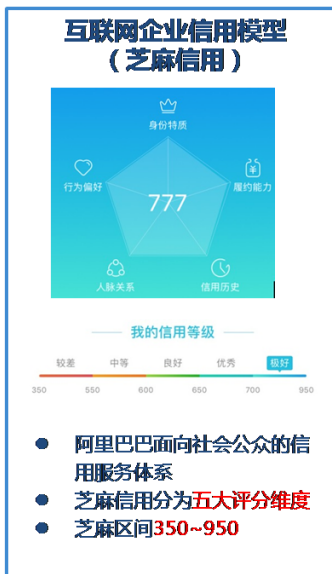 互联网企业信用模型
（芝麻信用）
身份特质
行为偏好
履约能力
777
人脉关系
信用历史
我的信用等级
较差 中等 良好 优秀 极好
350 550 600 650 700 950
● 阿里巴巴面向社会公众的信
用服务体系
● 芝麻信用分为五大评分维度
● 芝麻区间350~950